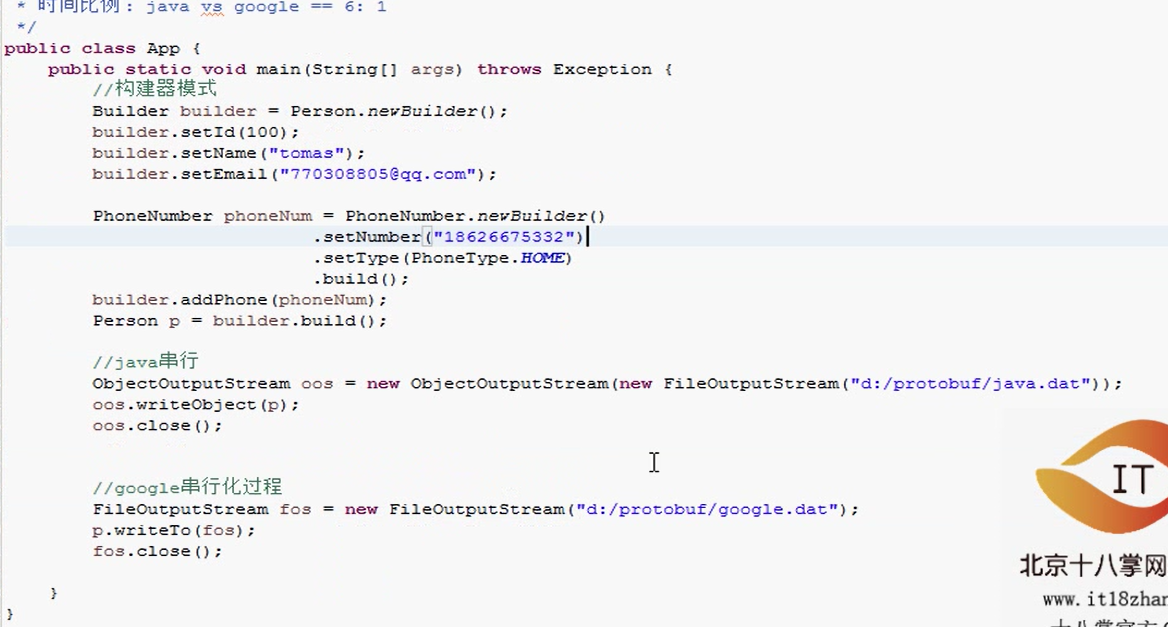 * 时间比例: java vs google == 6: 1
*/
public class App {
public static void main(String[] args) throws Exception {
//构建器模式
Builder builder = Person.newBuilder();
builder.setId(100);
builder.setName("tomas");
builder.setEmail("770308805@qq.com");
PhoneNumber phoneNum = PhoneNumber.newBuilder()
.setNumber("18626675332")
.setType(PhoneType.HOME)
.build();
builder.addPhone(phoneNum);
Person p = builder.build();
//java串行
ObjectOutputStream oos = new ObjectOutputStream(new FileOutputStream("d:/protobuf/java.dat"));
oos.writeObject(p);
oos.close();
//google串行化过程
FileOutputStream fos = new FileOutputStream("d:/protobuf/google.dat");
p.writeTo(fos);
fos.close();
}
}
IT
北京十八掌网
www.it18zhan